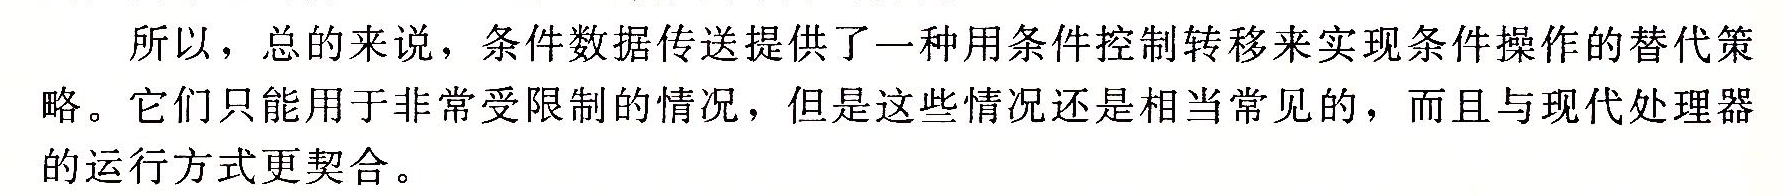 所以，总的来说，条件数据传送提供了一种用条件控制转移来实现条件操作的替代策
略。它们只能用于非常受限制的情况，但是这些情况还是相当常见的，而且与现代处理器
的运行方式更契合。